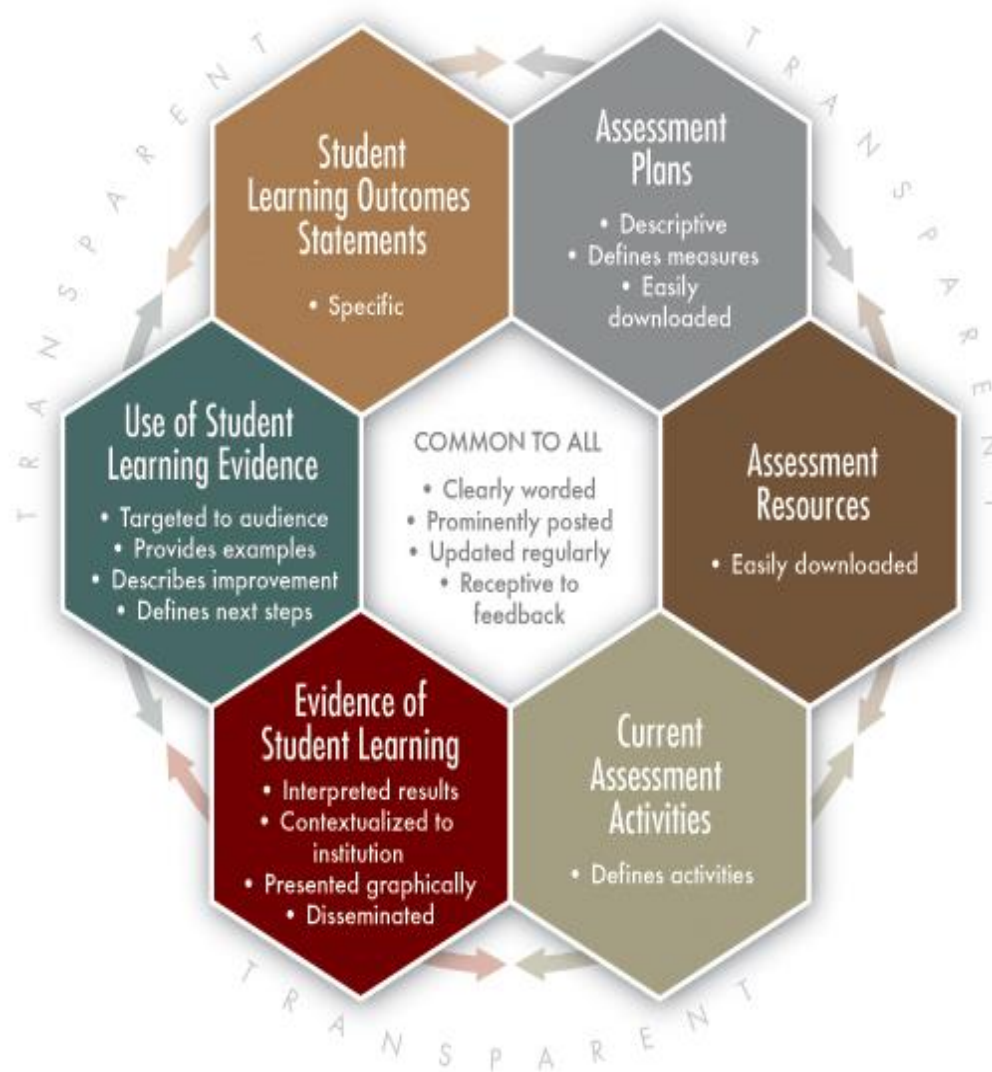 TRANSPARENT
TRANSPARENT
Student
Learning Outcomes
Statements
• Specific
Assessment
Plans
• Descriptive
• Defines measures
• Easily
downloaded
Use of Student
Learning Evidence
• Targeted to audience
• Provides examples
• Describes improvement
• Defines next steps
COMMON TO ALL
• Clearly worded
• Prominently posted
• Updated regularly
• Receptive to
feedback
Assessment
Resources
• Easily downloaded
Evidence of
Student Learning
• Interpreted results
• Contextualized to
institution
• Presented graphically
• Disseminated
Current
Assessment
Activities
• Defines activities
TRANSPARENT